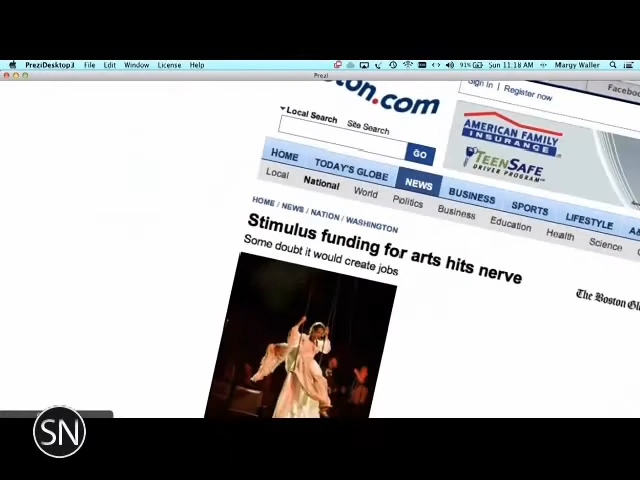 PreziDesktop3 File Edit Window License Help 91% Sun 11:18 AM Margy Waller
Prezi
ton.com
Sign In | Register now
Local Search Site Search
GO
AMERICAN FAMILY
INSURANCE
TEENSAFE
DRIVER PROGRAM
HOME TODAY'S GLOBE NEWS BUSINESS SPORTS LIFESTYLE A&
Local National World Politics Business Education Health Science
HOME / NEWS / NATION / WASHINGTON
Stimulus funding for arts hits nerve
Some doubt it would create jobs
The Boston Gl
SN